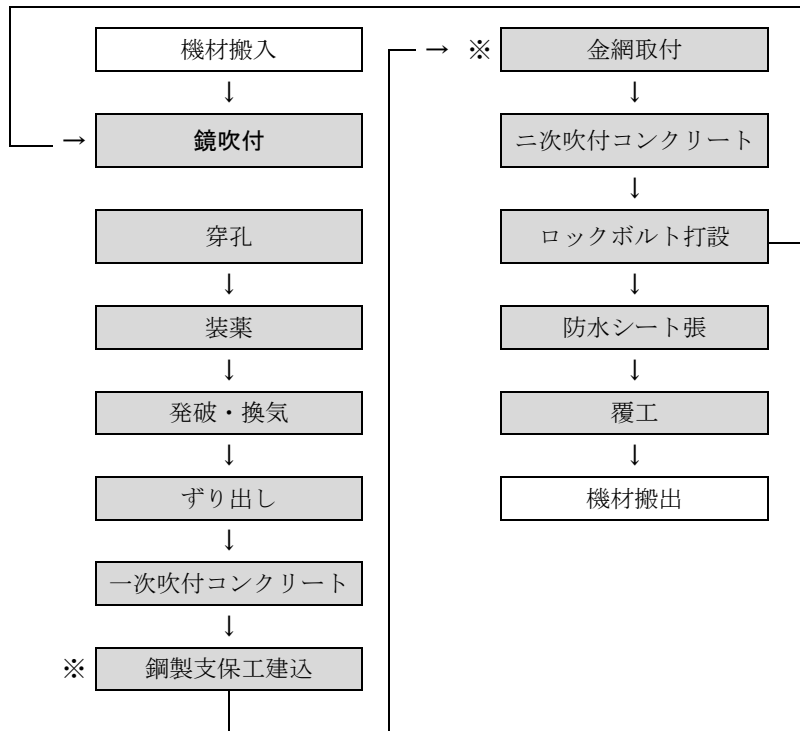 機材搬入
↓
→ 鏡吹付
穿孔
↓
装薬
↓
発破・換気
↓
ずり出し
↓
一次吹付コンクリート
↓
※ 鋼製支保工建込
→ ※ 金網取付
↓
二次吹付コンクリート
↓
ロックボルト打設
↓
防水シート張
↓
覆工
↓
機材搬出